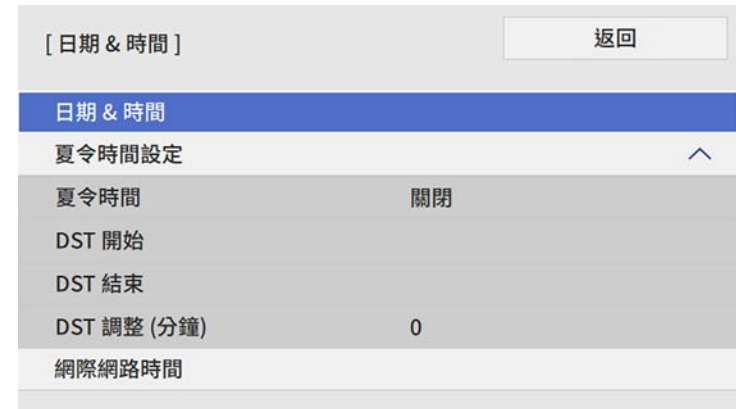 [ 日期 & 時間 ] 返回
日期 & 時間
夏令時間設定
夏令時間 關閉
DST 開始
DST 結束
DST 調整 (分鐘) 0
網際網路時間